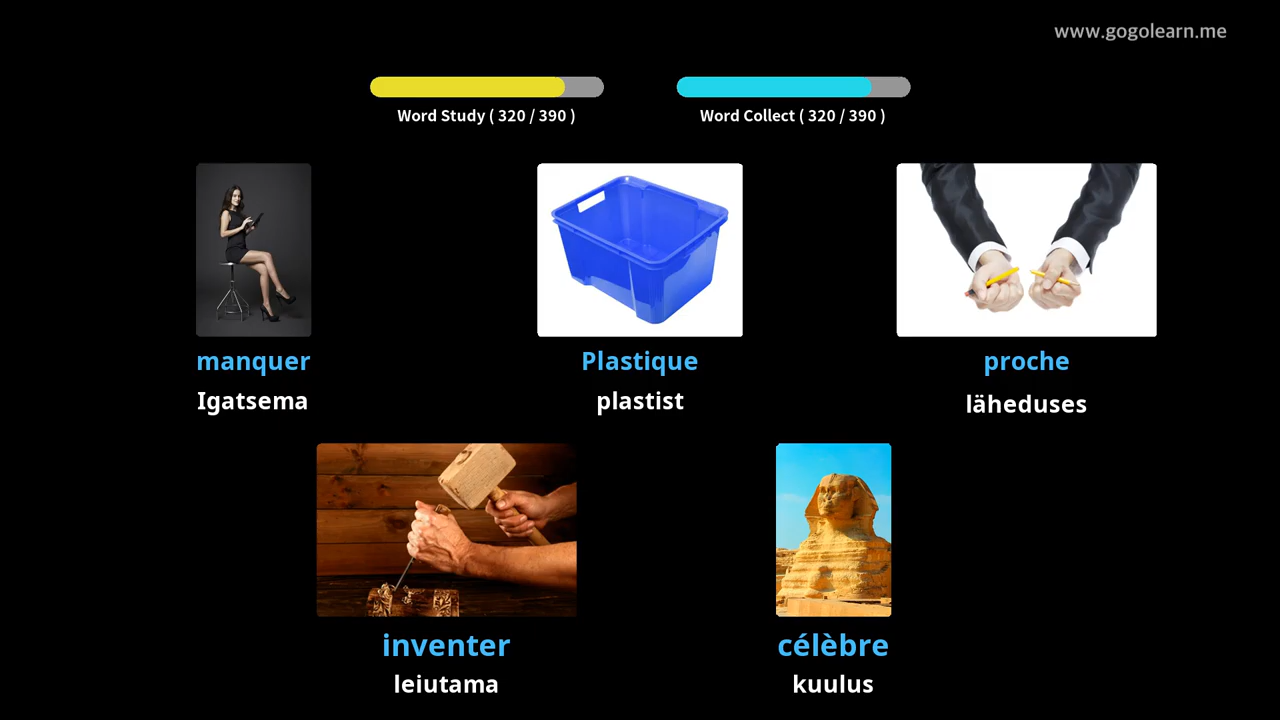 www.gogolearn.me
Word Study ( 320 / 390 )
Word Collect ( 320 / 390 )
manquer
Igatsema
Plastique
plastist
proche
läheduses
inventer
leiutama
célèbre
kuulus